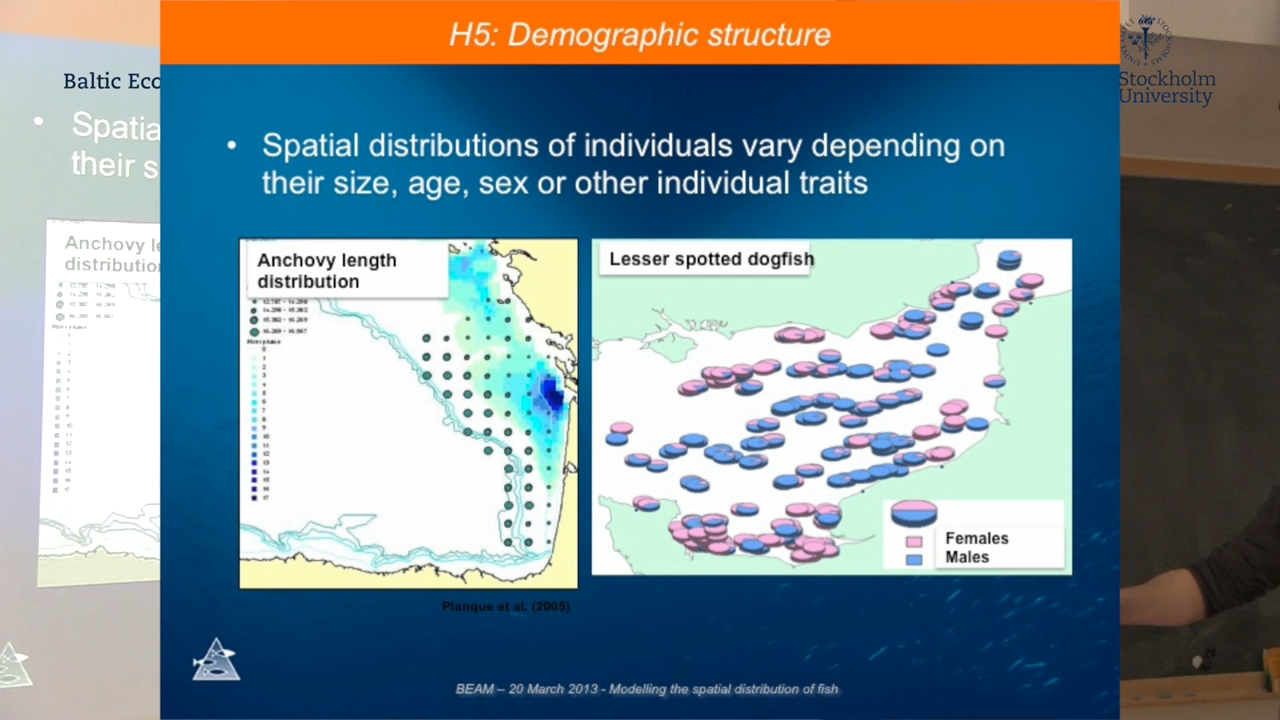 H5: Demographic structure
Baltic Eco
Stockholm
University
• Spatia
their s
• Spatial distributions of individuals vary depending on
their size, age, sex or other individual traits
Anchovy le
distribution
Anchovy length
distribution
Lesser spotted dogfish
Females
Males
Planque et al. (2005)
BEAM – 20 March 2013 - Modelling the spatial distribution of fish